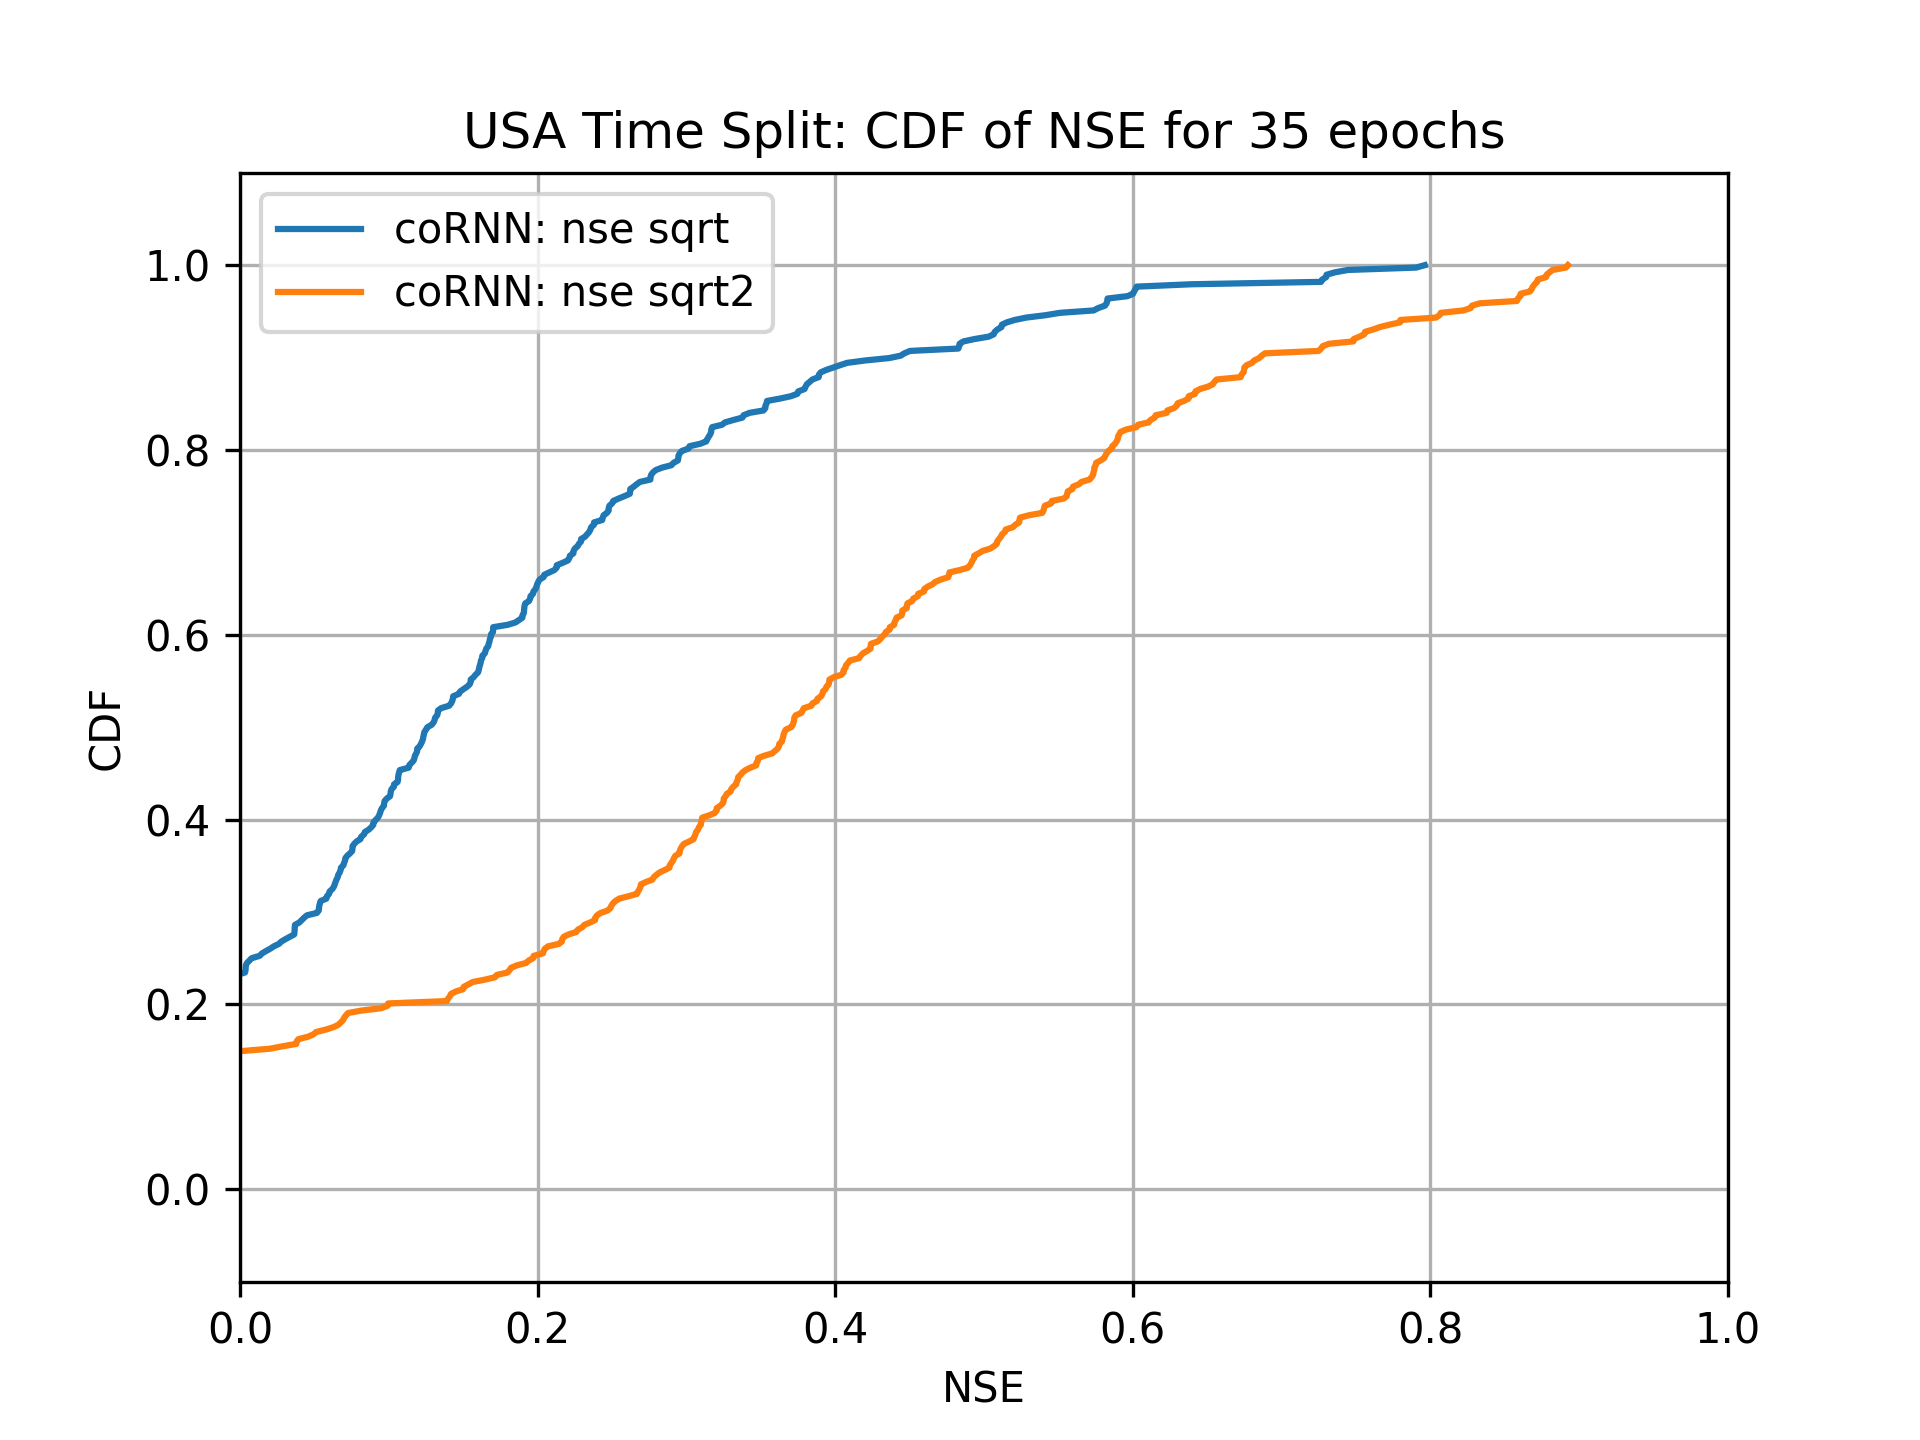 USA Time Split: CDF of NSE for 35 epochs
coRNN: nse sqrt
coRNN: nse sqrt2
1.0
0.8
0.6
0.4
0.2
0.0
CDF
0.0 0.2 0.4 0.6 0.8 1.0
NSE